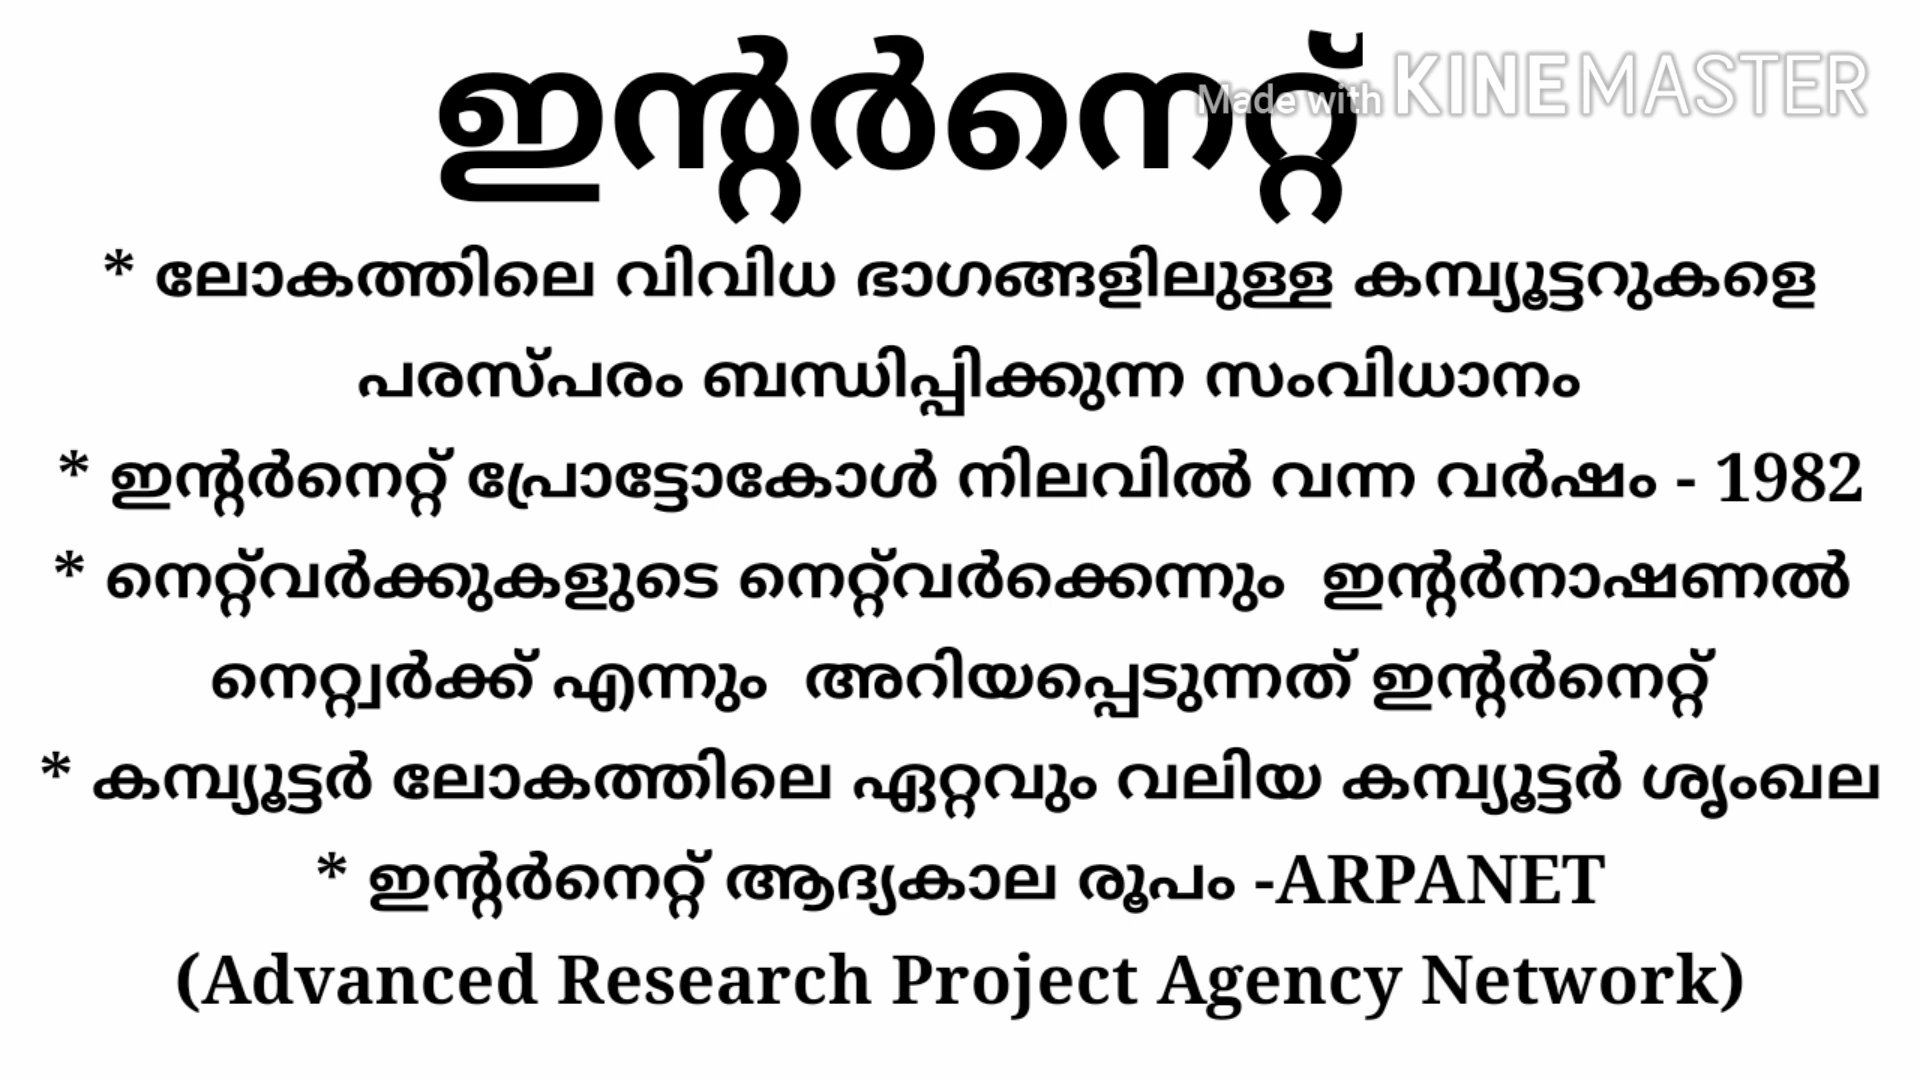 ഇന്റർനെറ്റ്
Made with KINEMASTER
* ലോകത്തിലെ വിവിധ ഭാഗങ്ങളിലുള്ള കമ്പ്യൂട്ടറുകളെ
പരസ്പരം ബന്ധിപ്പിക്കുന്ന സംവിധാനം
* ഇന്റർനെറ്റ് പ്രോട്ടോകോൾ നിലവിൽ വന്ന വർഷം - 1982
* നെറ്റ്‌വർക്കുകളുടെ നെറ്റ്‌വർക്കെന്നും ഇന്റർനാഷണൽ
നെറ്റ്വർക്ക് എന്നും അറിയപ്പെടുന്നത് ഇന്റർനെറ്റ്
* കമ്പ്യൂട്ടർ ലോകത്തിലെ ഏറ്റവും വലിയ കമ്പ്യൂട്ടർ ശൃംഖല
* ഇന്റർനെറ്റ് ആദ്യകാല രൂപം -ARPANET
(Advanced Research Project Agency Network)